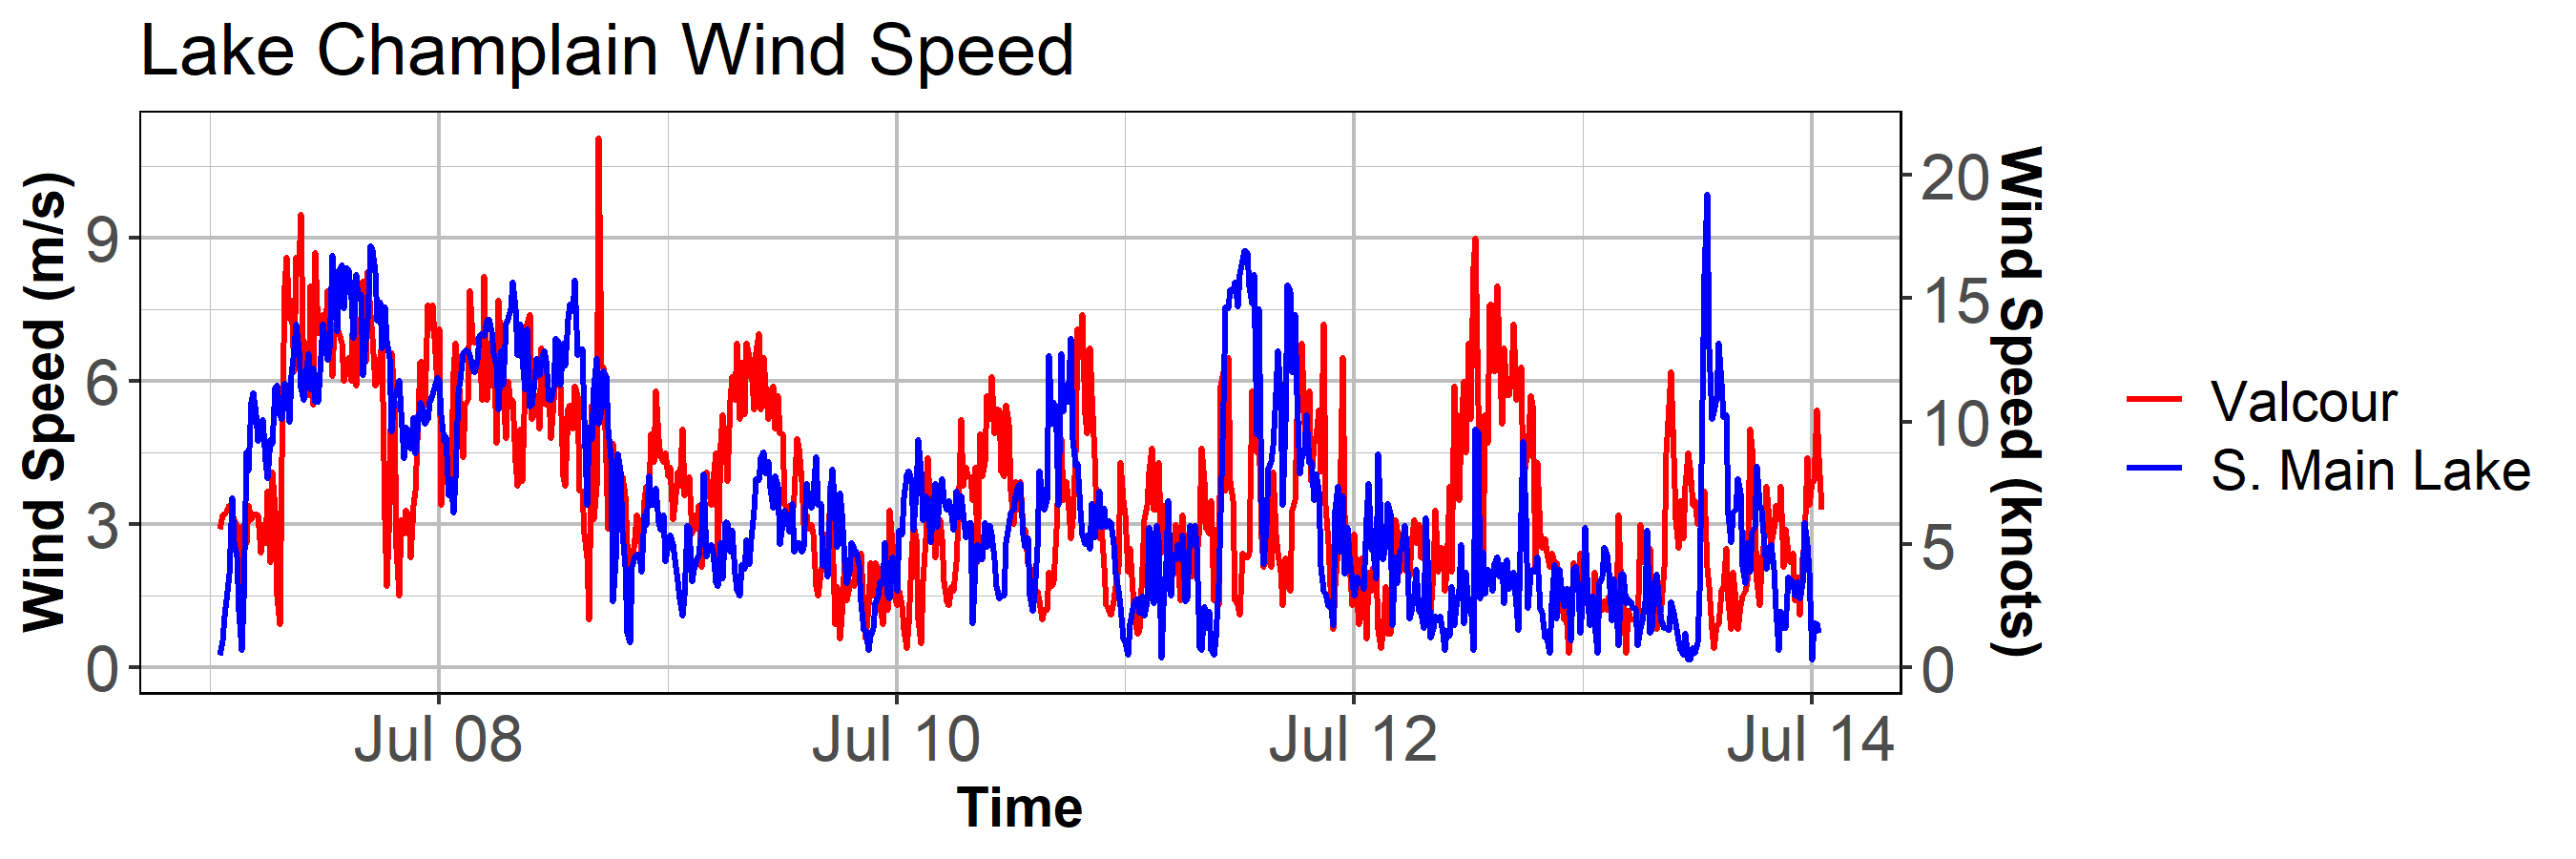 Lake Champlain Wind Speed
Wind Speed (m/s)
9
6
3
0
20
15
10
5
0
Wind Speed (knots)
Jul 08
Jul 10
Jul 12
Jul 14
Time
Valcour
S. Main Lake